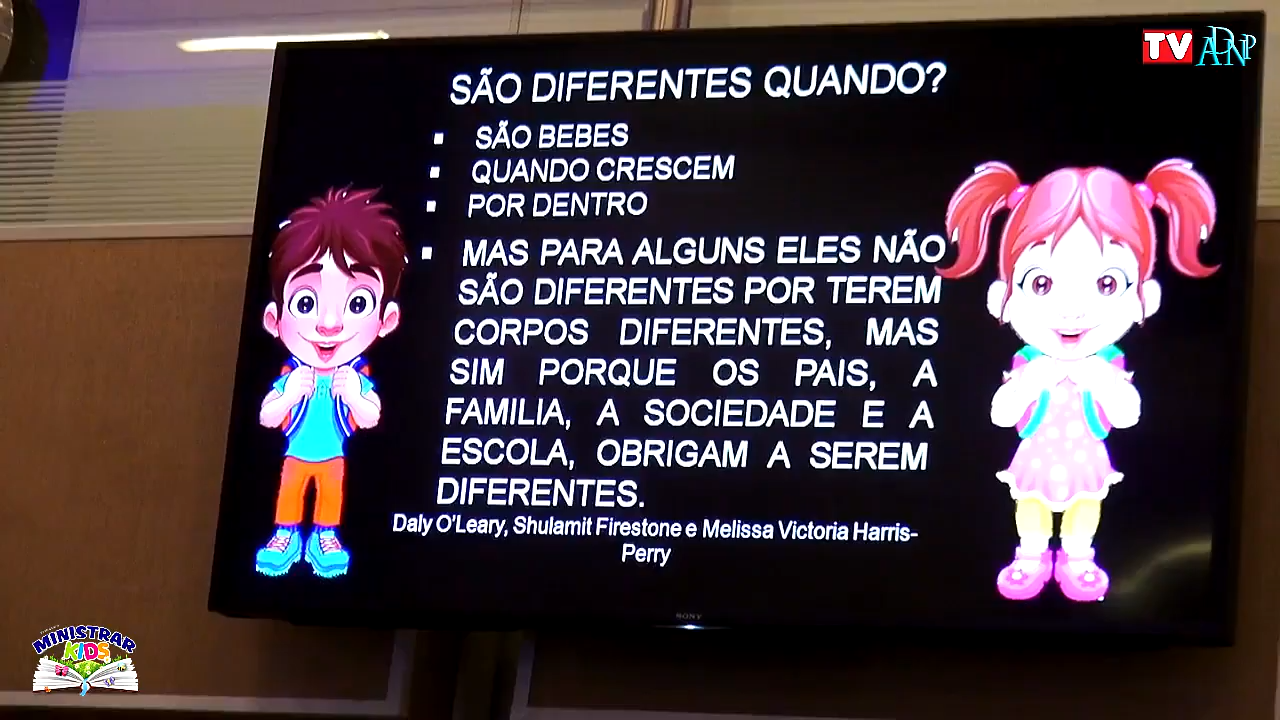 TV ADNP
SÃO DIFERENTES QUANDO?
SÃO BEBES
QUANDO CRESCEM
POR DENTRO
MAS PARA ALGUNS ELES NÃO
SÃO DIFERENTES POR TEREM
CORPOS DIFERENTES, MAS
SIM PORQUE OS PAIS, A
FAMILIA, A SOCIEDADE E A
ESCOLA, OBRIGAM A SEREM
DIFERENTES.
Daly O'Leary, Shulamit Firestone e Melissa Victoria Harris-
Perry
SONY
MINISTRAR
KIDS